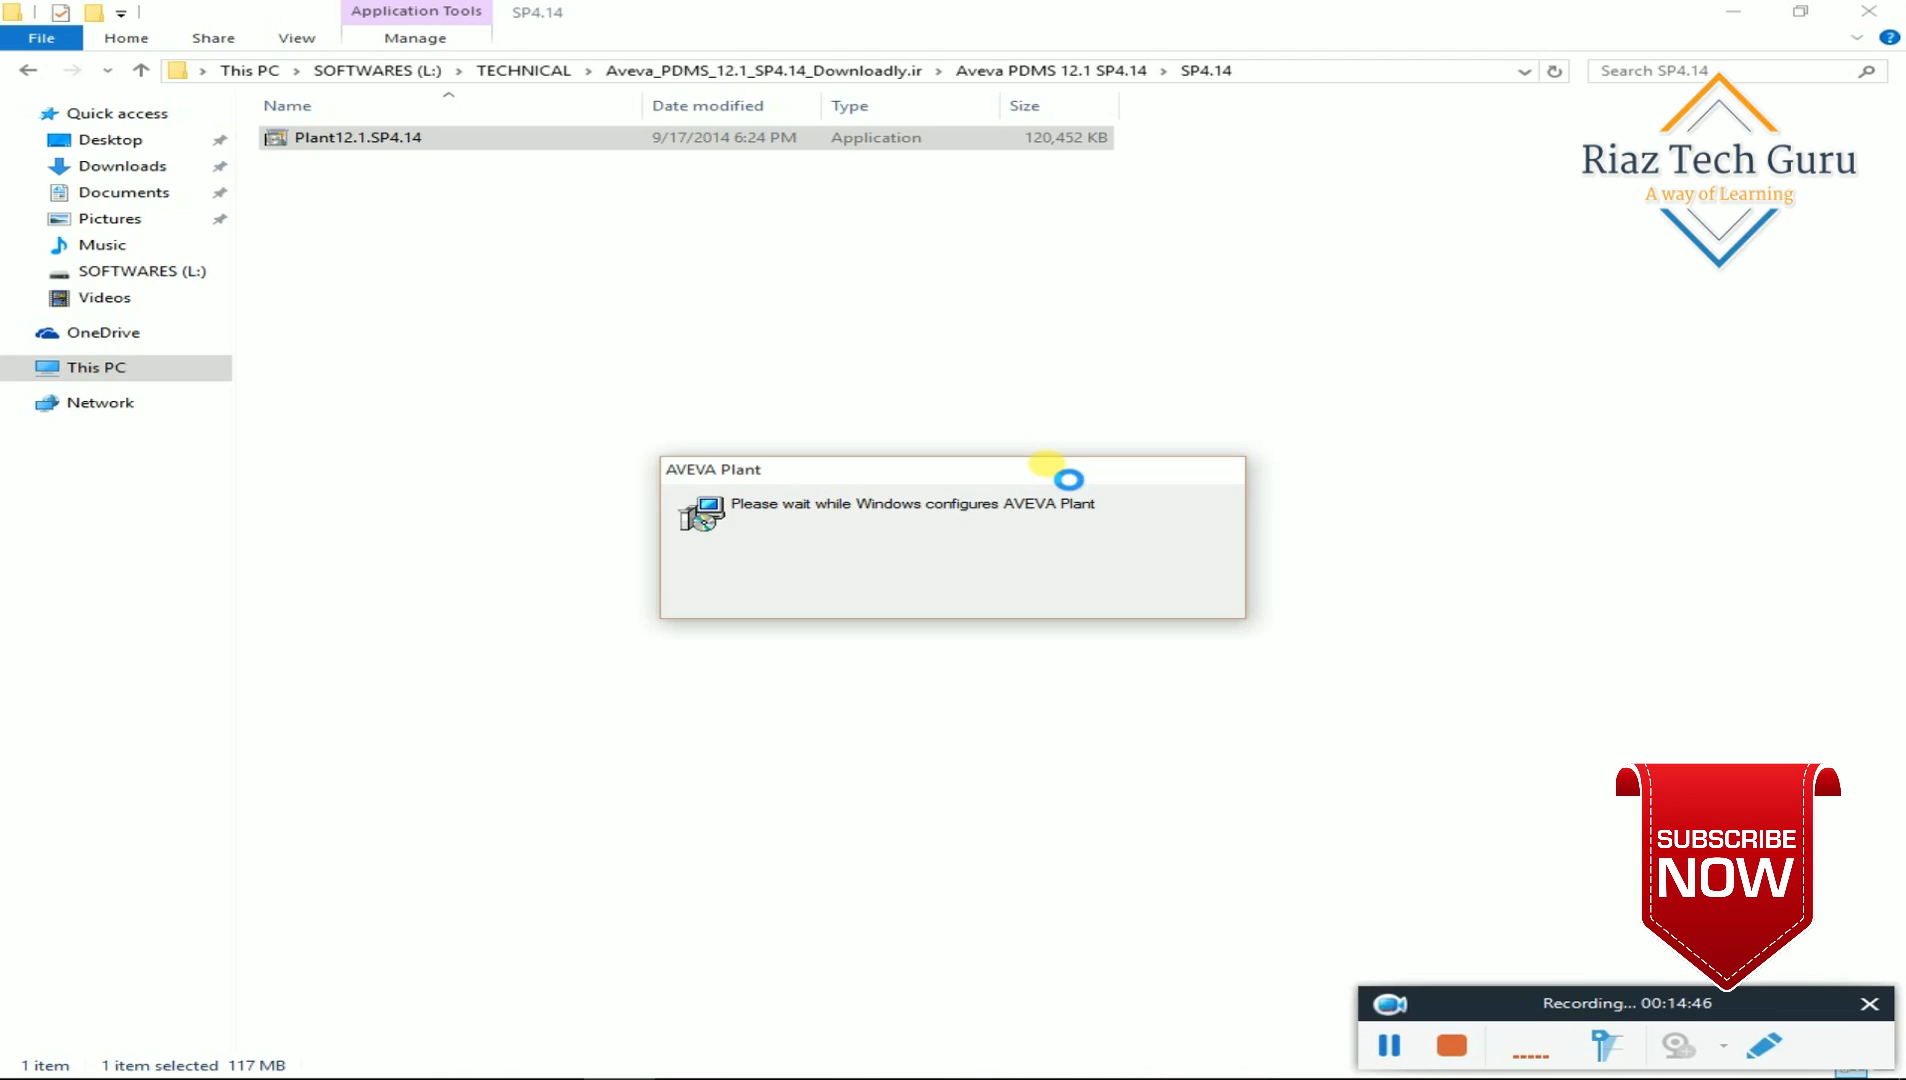 Application Tools
SP4.14
File
Home
Share
View
Manage
This PC
SOFTWARES (L:)
TECHNICAL
Aveva_PDMS_12.1_SP4.14_Downloadly.ir
Aveva PDMS 12.1 SP4.14
SP4.14
Search SP4.14
Name
Date modified
Type
Size
Plant12.1.SP4.14
9/17/2014 6:24 PM
Application
120,452 KB
Quick access
Desktop
Downloads
Documents
Pictures
Music
SOFTWARES (L:)
Videos
OneDrive
This PC
Network
Riaz Tech Guru
A way of Learning
AVEVA Plant
Please wait while Windows configures AVEVA Plant
SUBSCRIBE
NOW
Recording... 00:14:46
1 item
1 item selected 117 MB